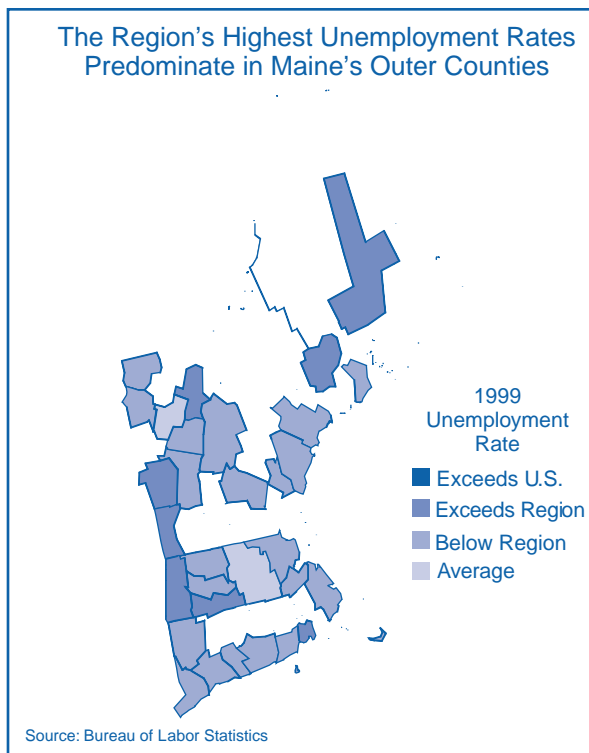 The Region's Highest Unemployment Rates
Predominate in Maine's Outer Counties
1999
Unemployment
Rate
Exceeds U.S.
Exceeds Region
Below Region
Average
Source: Bureau of Labor Statistics